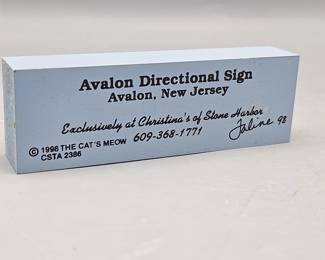 Avalon Directional Sign
Avalon, New Jersey
Exclusively at Christina's of Stone Harbor
609-368-1771
Faline 98
© 1998 THE CAT'S MEOW
CSTA 2386